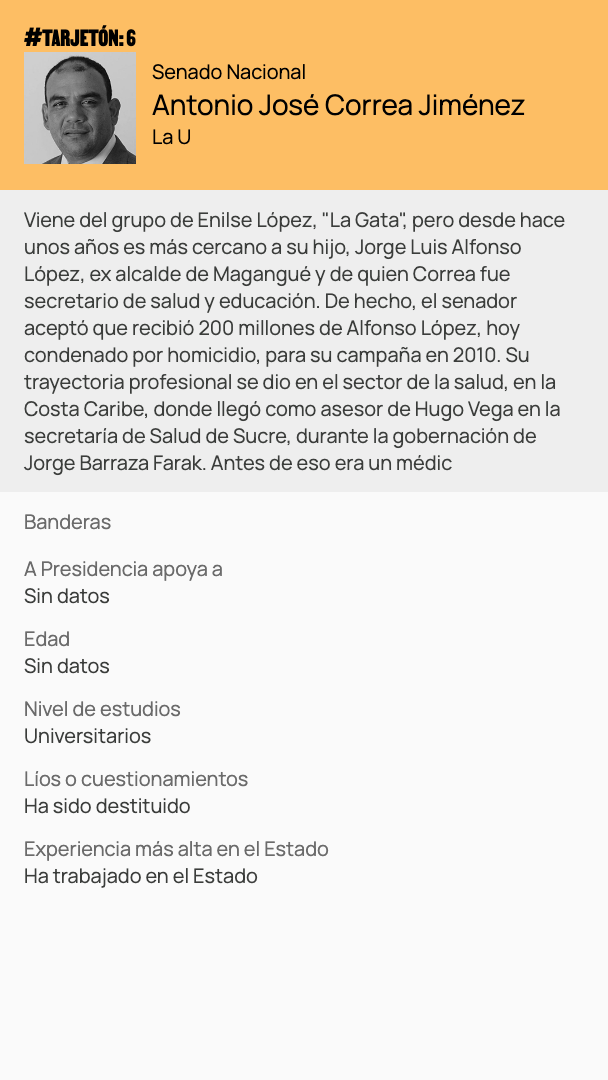 #TARJETÓN: 6
Senado Nacional
Antonio José Correa Jiménez
La U
Viene del grupo de Enilse López, "La Gata", pero desde hace
unos años es más cercano a su hijo, Jorge Luis Alfonso
López, ex alcalde de Magangué y de quien Correa fue
secretario de salud y educación. De hecho, el senador
aceptó que recibió 200 millones de Alfonso López, hoy
condenado por homicidio, para su campaña en 2010. Su
trayectoria profesional se dio en el sector de la salud, en la
Costa Caribe, donde llegó como asesor de Hugo Vega en la
secretaría de Salud de Sucre, durante la gobernación de
Jorge Barraza Farak. Antes de eso era un médic
Banderas
A Presidencia apoya a
Sin datos
Edad
Sin datos
Nivel de estudios
Universitarios
Líos o cuestionamientos
Ha sido destituido
Experiencia más alta en el Estado
Ha trabajado en el Estado